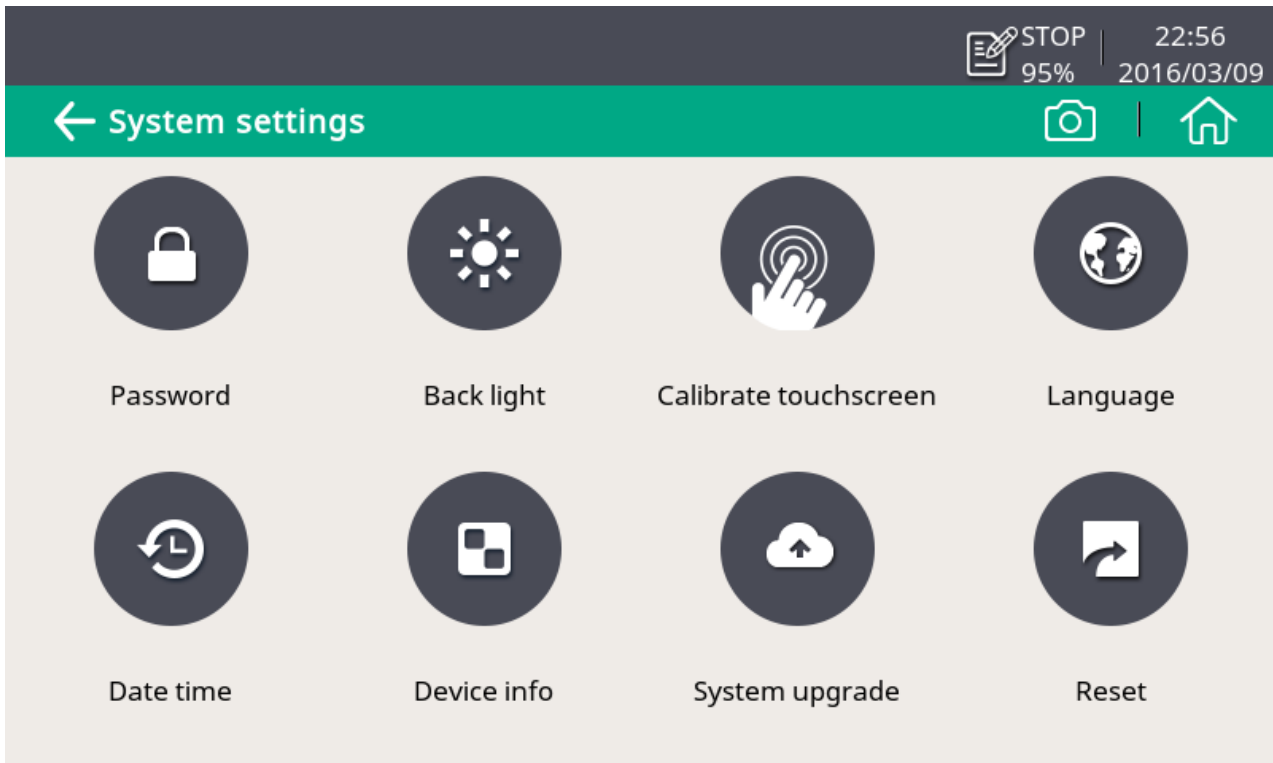 STOP 22:56
95% 2016/03/09
System settings
Password Back light Calibrate touchscreen Language
Date time Device info System upgrade Reset